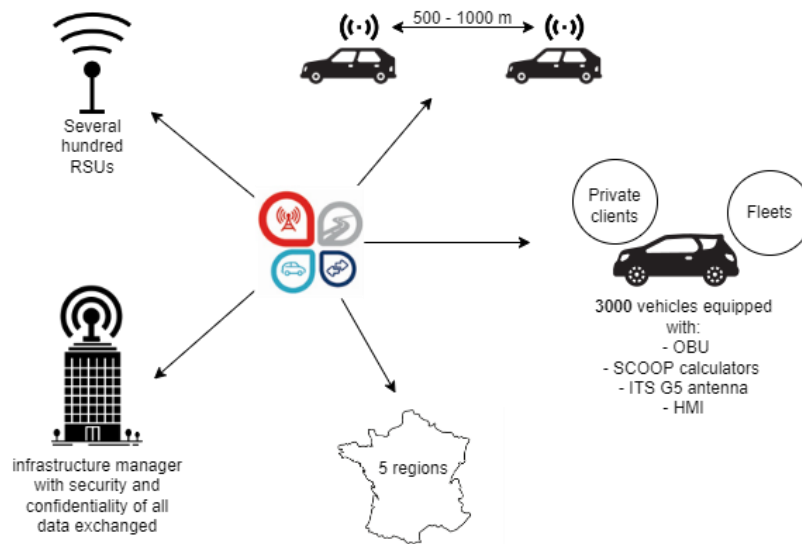 500 - 1000 m
Several
hundred
RSUs
Private
clients
Fleets
3000 vehicles equipped
with:
- OBU
- SCOOP calculators
- ITS G5 antenna
- HMI
infrastructure manager
with security and
confidentiality of all
data exchanged
5 regions